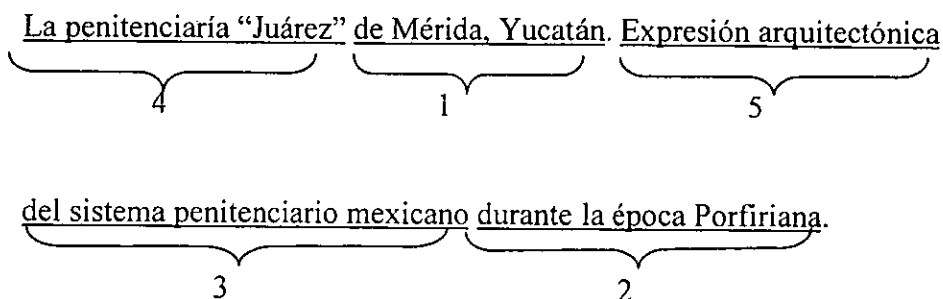 La penitenciaría “Juárez” de Mérida, Yucatán. Expresión arquitectónica
4 1 5
del sistema penitenciario mexicano durante la época Porfiriana.
3 2